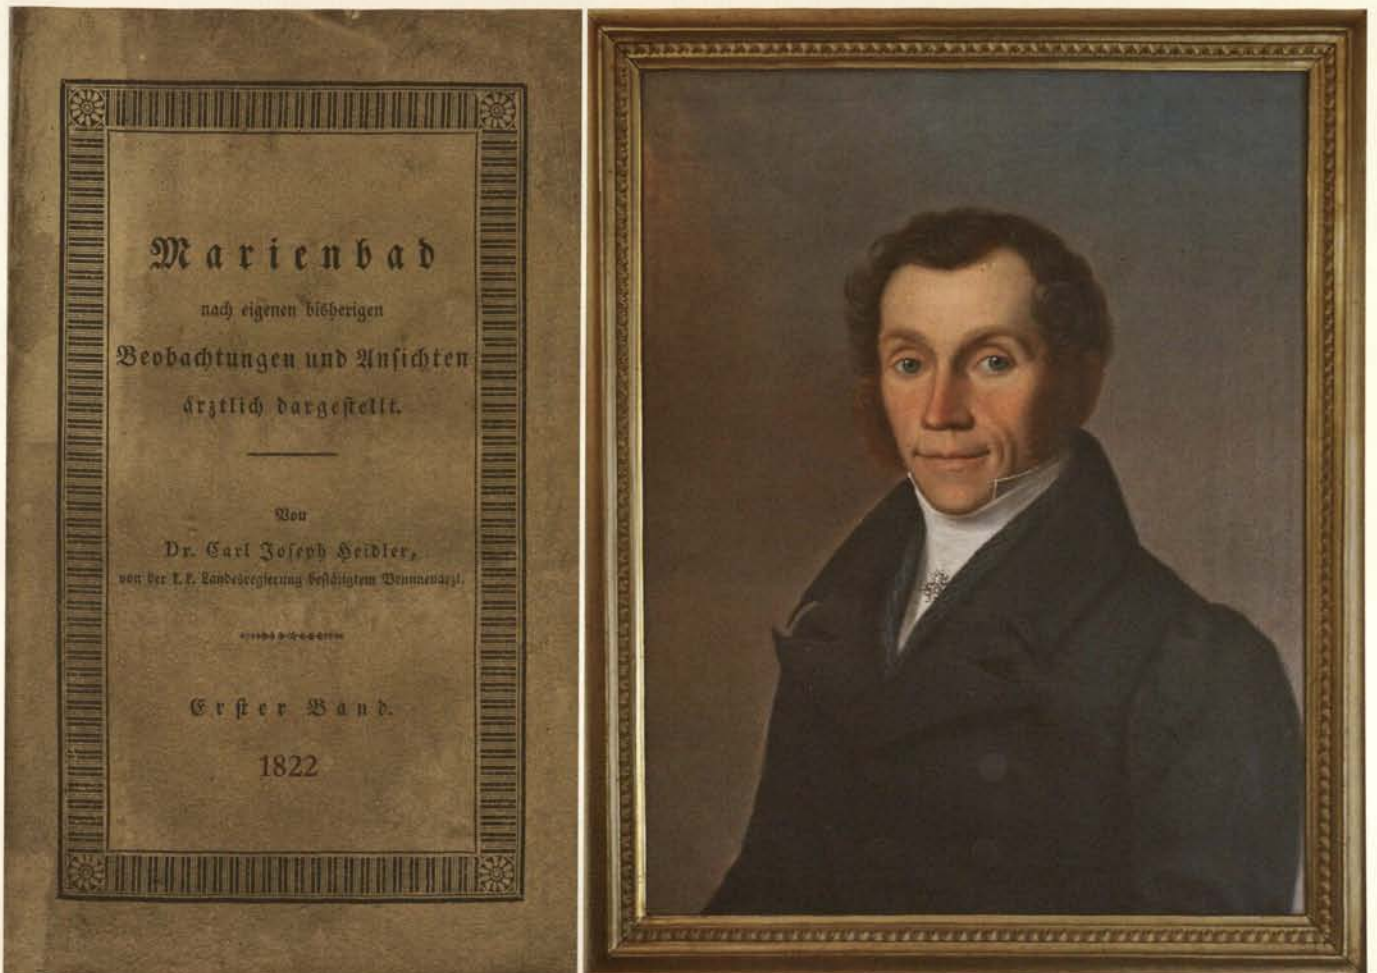 Marienbad
nach eigenen bisherigen
Beobachtungen und Ansichten
ärztlich dargestellt.
Von
Dr. Carl Joseph Heidler,
von der k. k. Landesregierung bestätigtem Brunnenarzt.
Erster Band.
1822